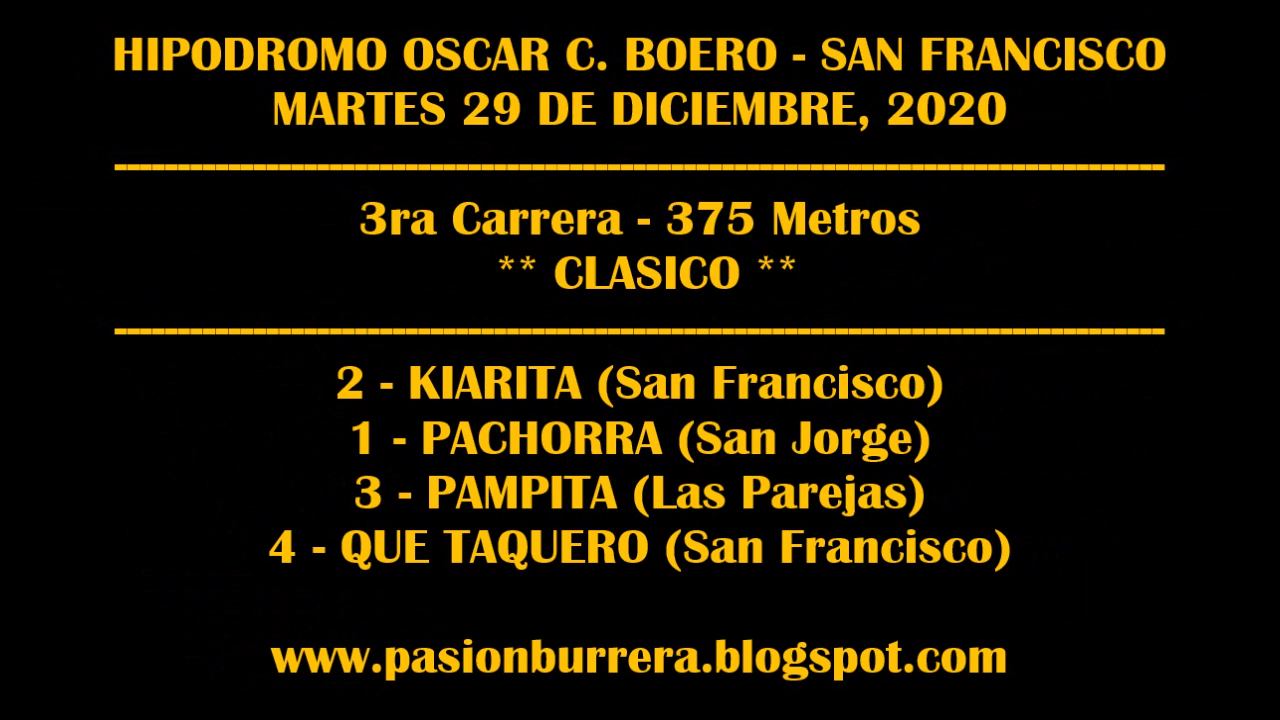 HIPODROMO OSCAR C. BOERO - SAN FRANCISCO
MARTES 29 DE DICIEMBRE, 2020
3ra Carrera - 375 Metros
** CLASICO **
2 - KIARITA (San Francisco)
1 - PACHORRA (San Jorge)
3 - PAMPITA (Las Parejas)
4 - QUE TAQUERO (San Francisco)
www.pasionburrera.blogspot.com